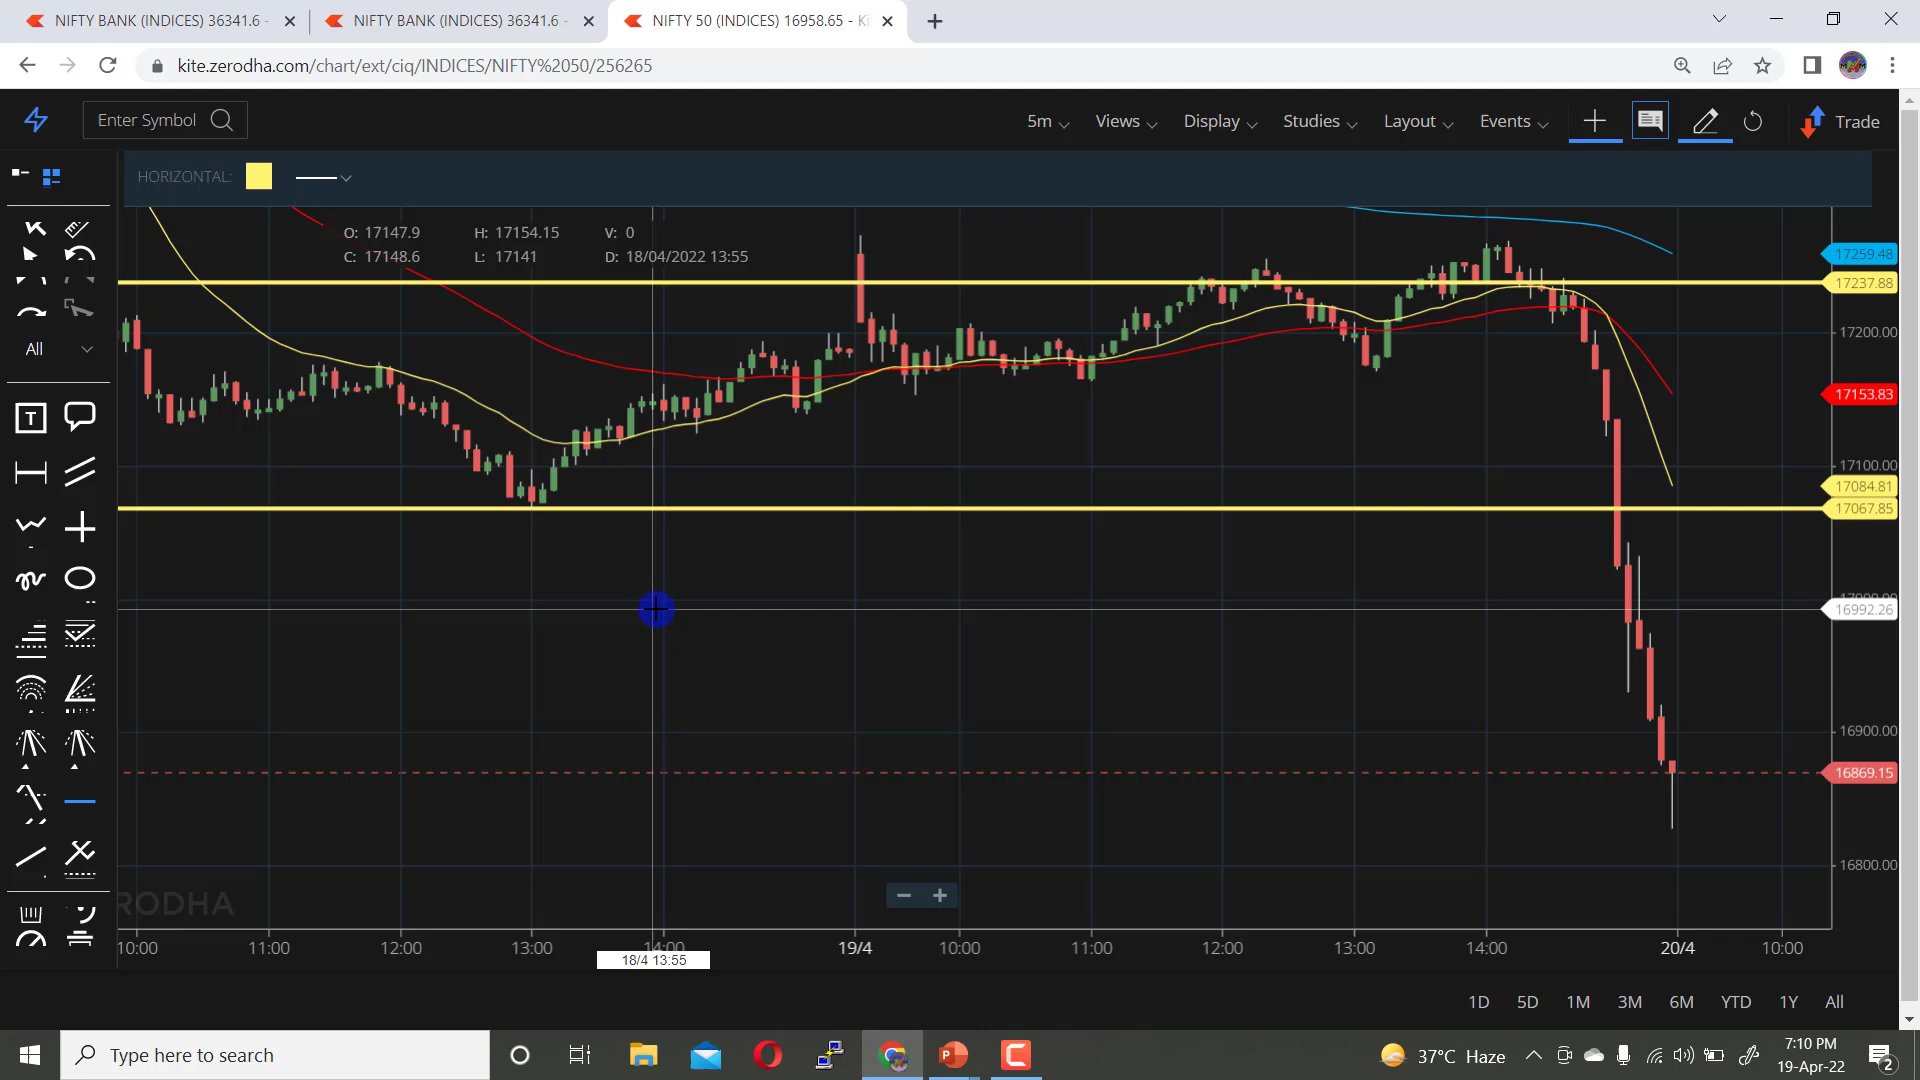 NIFTY BANK (INDICES) 36341.6 -
NIFTY BANK (INDICES) 36341.6 -
NIFTY 50 (INDICES) 16958.65 - Ki
kite.zerodha.com/chart/ext/ciq/INDICES/NIFTY%2050/256265
Enter Symbol
5m
Views
Display
Studies
Layout
Events
Trade
HORIZONTAL:
O: 17147.9 H: 17154.15 V: 0
C: 17148.6 L: 17141 D: 18/04/2022 13:55
All
T
17259.48
17237.88
17200.00
17153.83
17100.00
17084.81
17067.85
17000.00
16992.26
16900.00
16869.15
16800.00
RODHA
10:00 11:00 12:00 13:00 14:00 19/4 10:00 11:00 12:00 13:00 14:00 20/4 10:00
18/4 13:55
1D 5D 1M 3M 6M YTD 1Y All
Type here to search
37°C Haze
7:10 PM
19-Apr-22
2